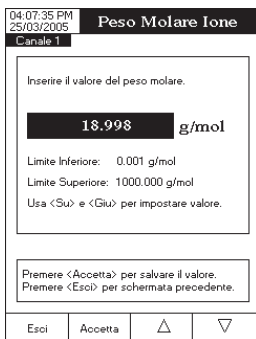 04:07:35 PM
25/03/2005
Peso Molare Ione
Canale 1
Inserire il valore del peso molare.
18.998 g/mol
Limite Inferiore: 0.001 g/mol
Limite Superiore: 1000.000 g/mol
Usa <Su> e <Giu> per impostare valore.
Premere <Accetta> per salvare il valore.
Premere <Esci> per schermata precedente.
Esci Accetta △ ▽